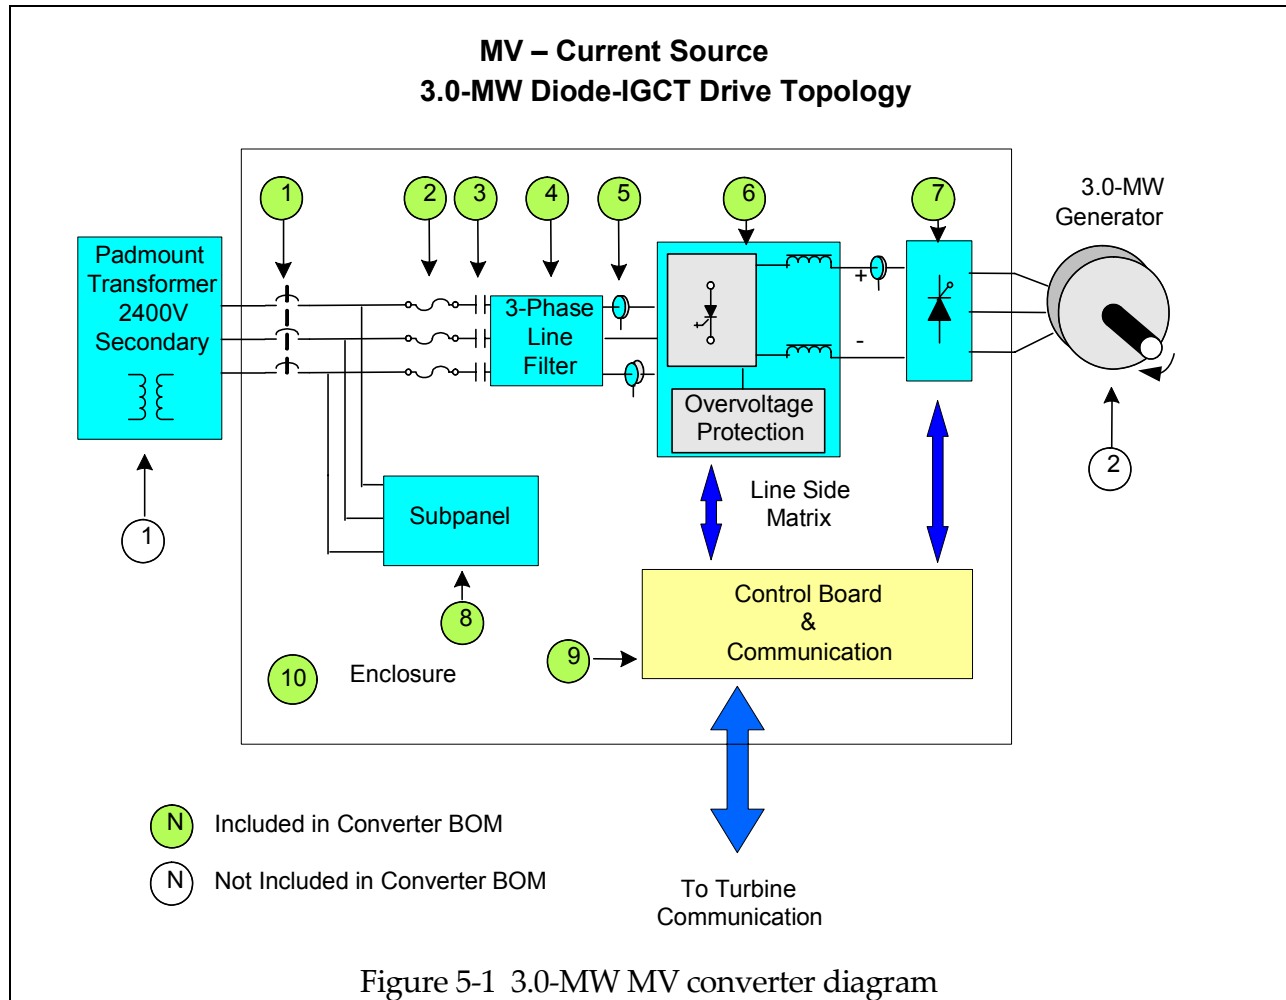 MV – Current Source
3.0-MW Diode-IGCT Drive Topology
1
2
3
4
5
6
7
3.0-MW
Generator
Padmount
Transformer
2400V
Secondary
3-Phase
Line
Filter
+
-
Overvoltage
Protection
2
Line Side
Matrix
Subpanel
1
8
Control Board
&
Communication
9
10
Enclosure
N Included in Converter BOM
N Not Included in Converter BOM
To Turbine
Communication
Figure 5-1 3.0-MW MV converter diagram